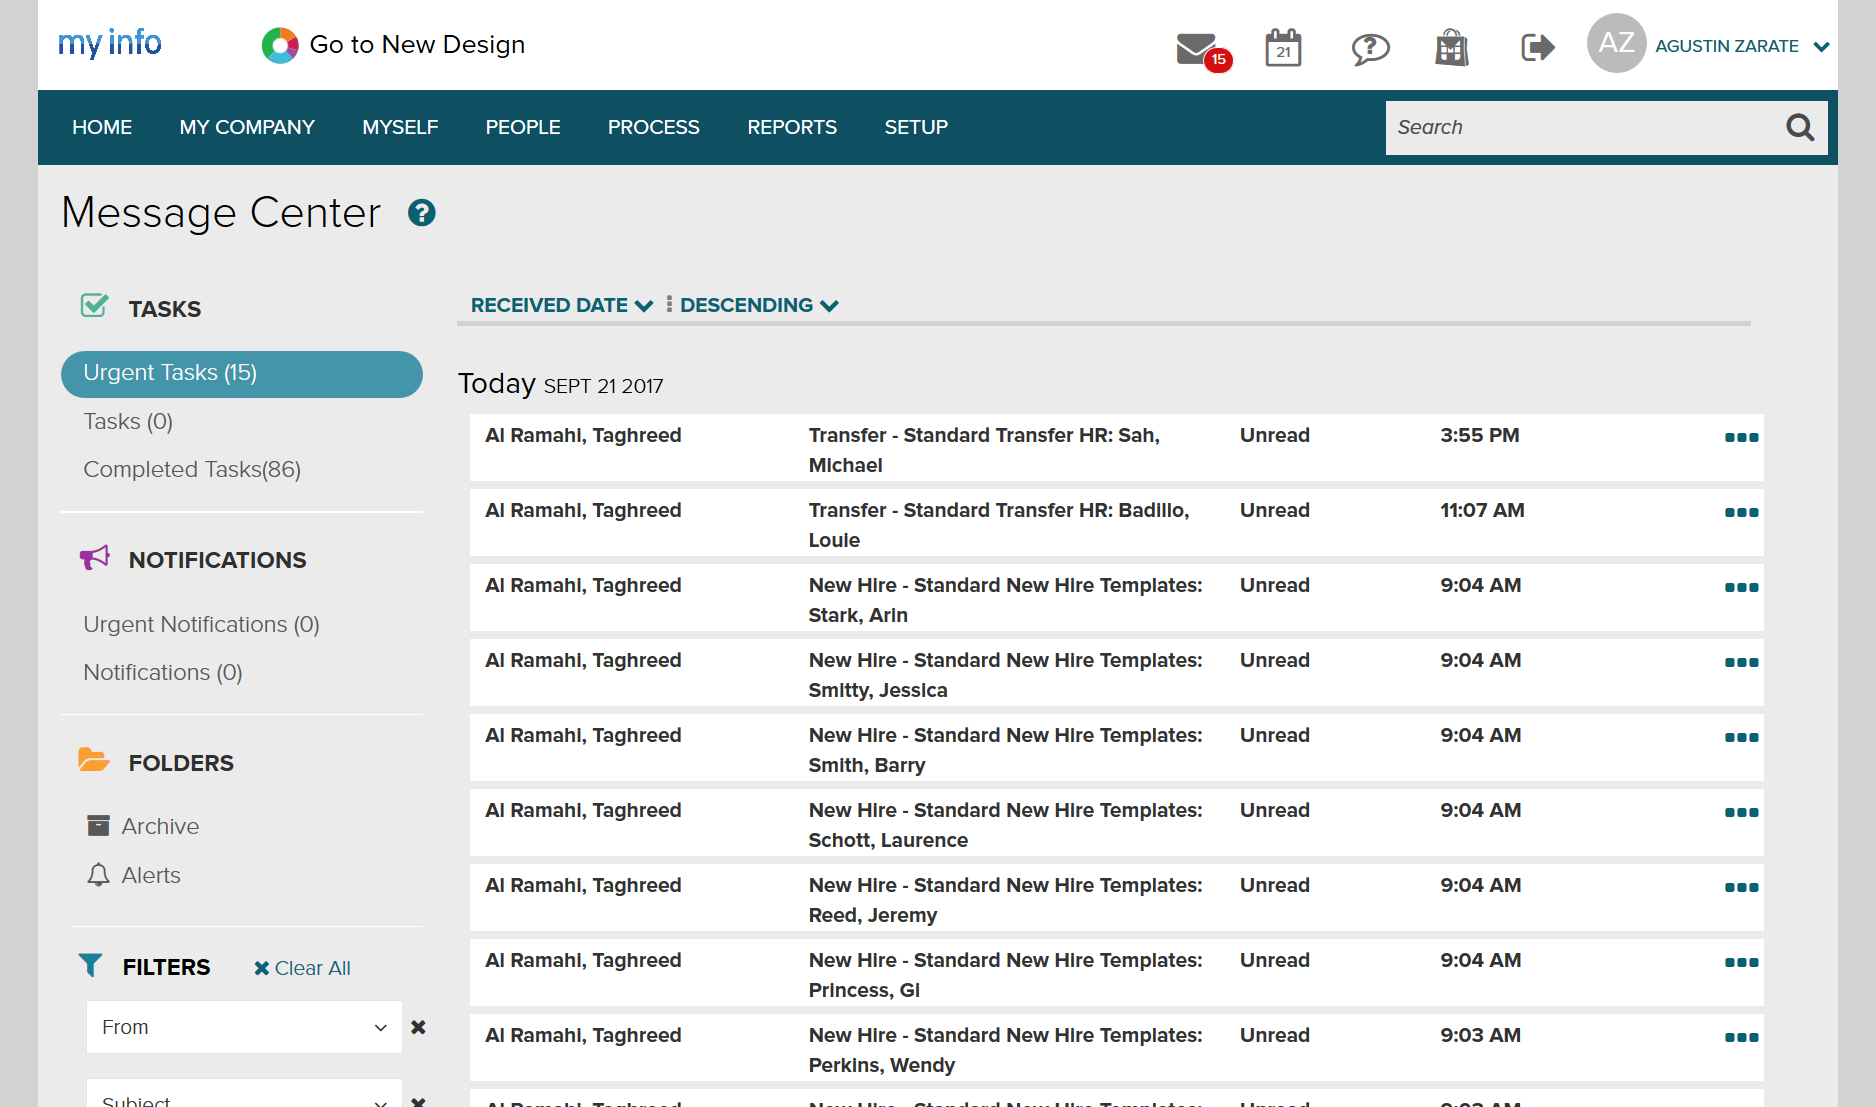 my info
Go to New Design
15
21
?
AZ
AGUSTIN ZARATE
HOME MY COMPANY MYSELF PEOPLE PROCESS REPORTS SETUP
Search
Message Center ?
TASKS
Urgent Tasks (15)
Tasks (0)
Completed Tasks(86)
NOTIFICATIONS
Urgent Notifications (0)
Notifications (0)
FOLDERS
Archive
Alerts
FILTERS Clear All
From
Subject
RECEIVED DATE DESCENDING
Today SEPT 21 2017
Al Ramahi, Taghreed Transfer - Standard Transfer HR: Sah, Unread 3:55 PM
Michael
Al Ramahi, Taghreed Transfer - Standard Transfer HR: Badillo, Unread 11:07 AM
Louie
Al Ramahi, Taghreed New Hire - Standard New Hire Templates: Unread 9:04 AM
Stark, Arin
Al Ramahi, Taghreed New Hire - Standard New Hire Templates: Unread 9:04 AM
Smitty, Jessica
Al Ramahi, Taghreed New Hire - Standard New Hire Templates: Unread 9:04 AM
Smith, Barry
Al Ramahi, Taghreed New Hire - Standard New Hire Templates: Unread 9:04 AM
Schott, Laurence
Al Ramahi, Taghreed New Hire - Standard New Hire Templates: Unread 9:04 AM
Reed, Jeremy
Al Ramahi, Taghreed New Hire - Standard New Hire Templates: Unread 9:04 AM
Princess, Gi
Al Ramahi, Taghreed New Hire - Standard New Hire Templates: Unread 9:03 AM
Perkins, Wendy
Al Ramahi, Taghreed New Hire - Standard New Hire Templates: Unread 9:03 AM